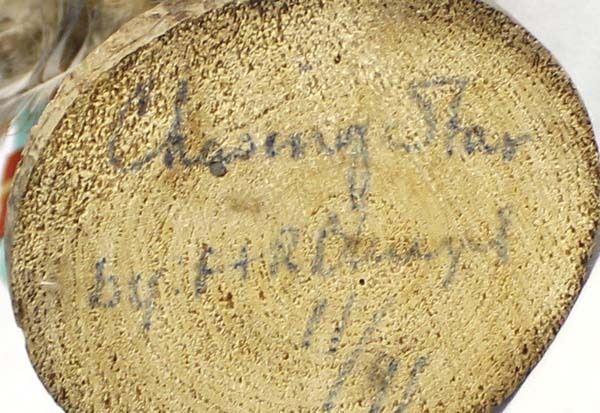 Chasing Star
by: F + R
11/
/91